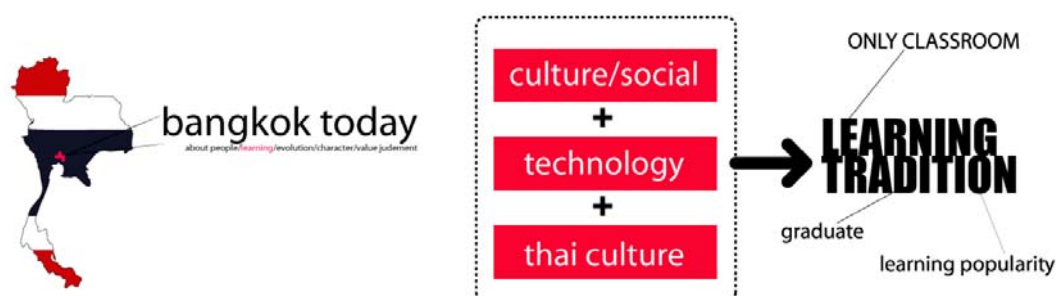 bangkok today
about people/learning/evolution/character/value judement
culture/social
+
technology
+
thai culture
ONLY CLASSROOM
LEARNING
TRADITION
graduate
learning popularity